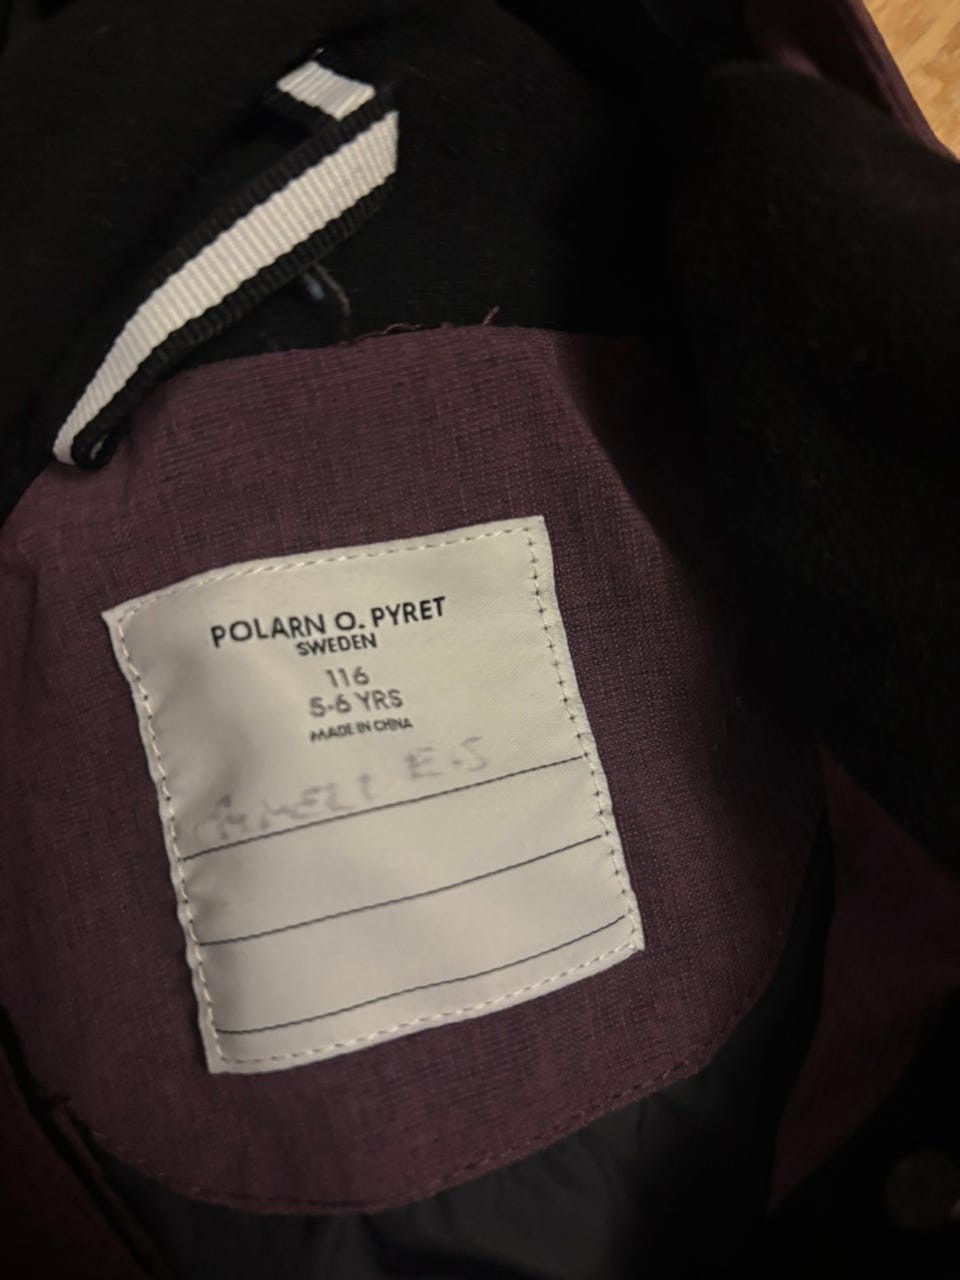 POLARN O. PYRET
SWEDEN
116
5-6 YRS
MADE IN CHINA
E.S